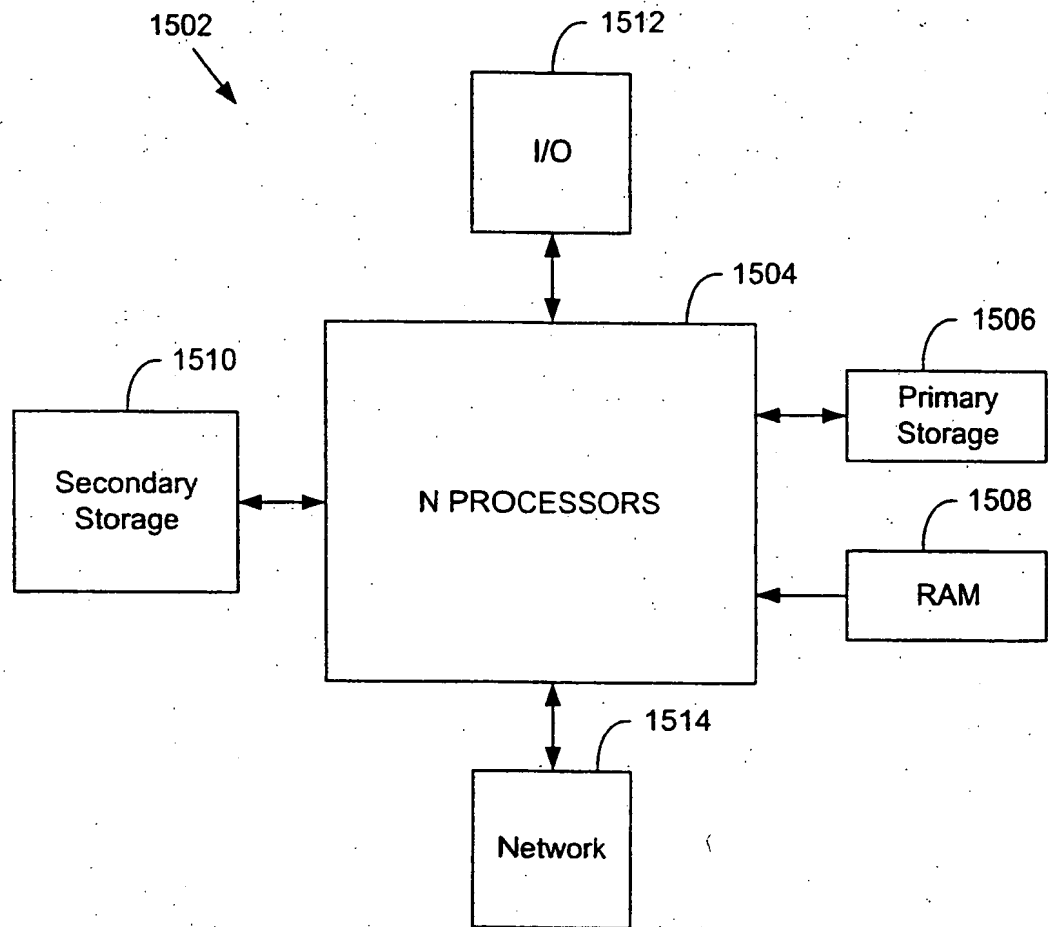 1502
1512
I/O
1504
1506
Primary
Storage
1510
Secondary
Storage
N PROCESSORS
1508
RAM
1514
Network